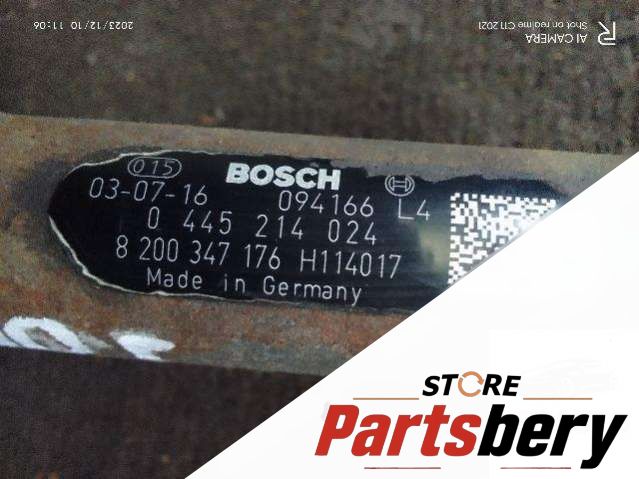 2023/12/10 11:06
AI CAMERA
Shot on realme C11 2021
015
BOSCH
03-07-16 094166 L4
0 445 214 024
8 200 347 176 H114017
Made in Germany
STORE
Partsbery